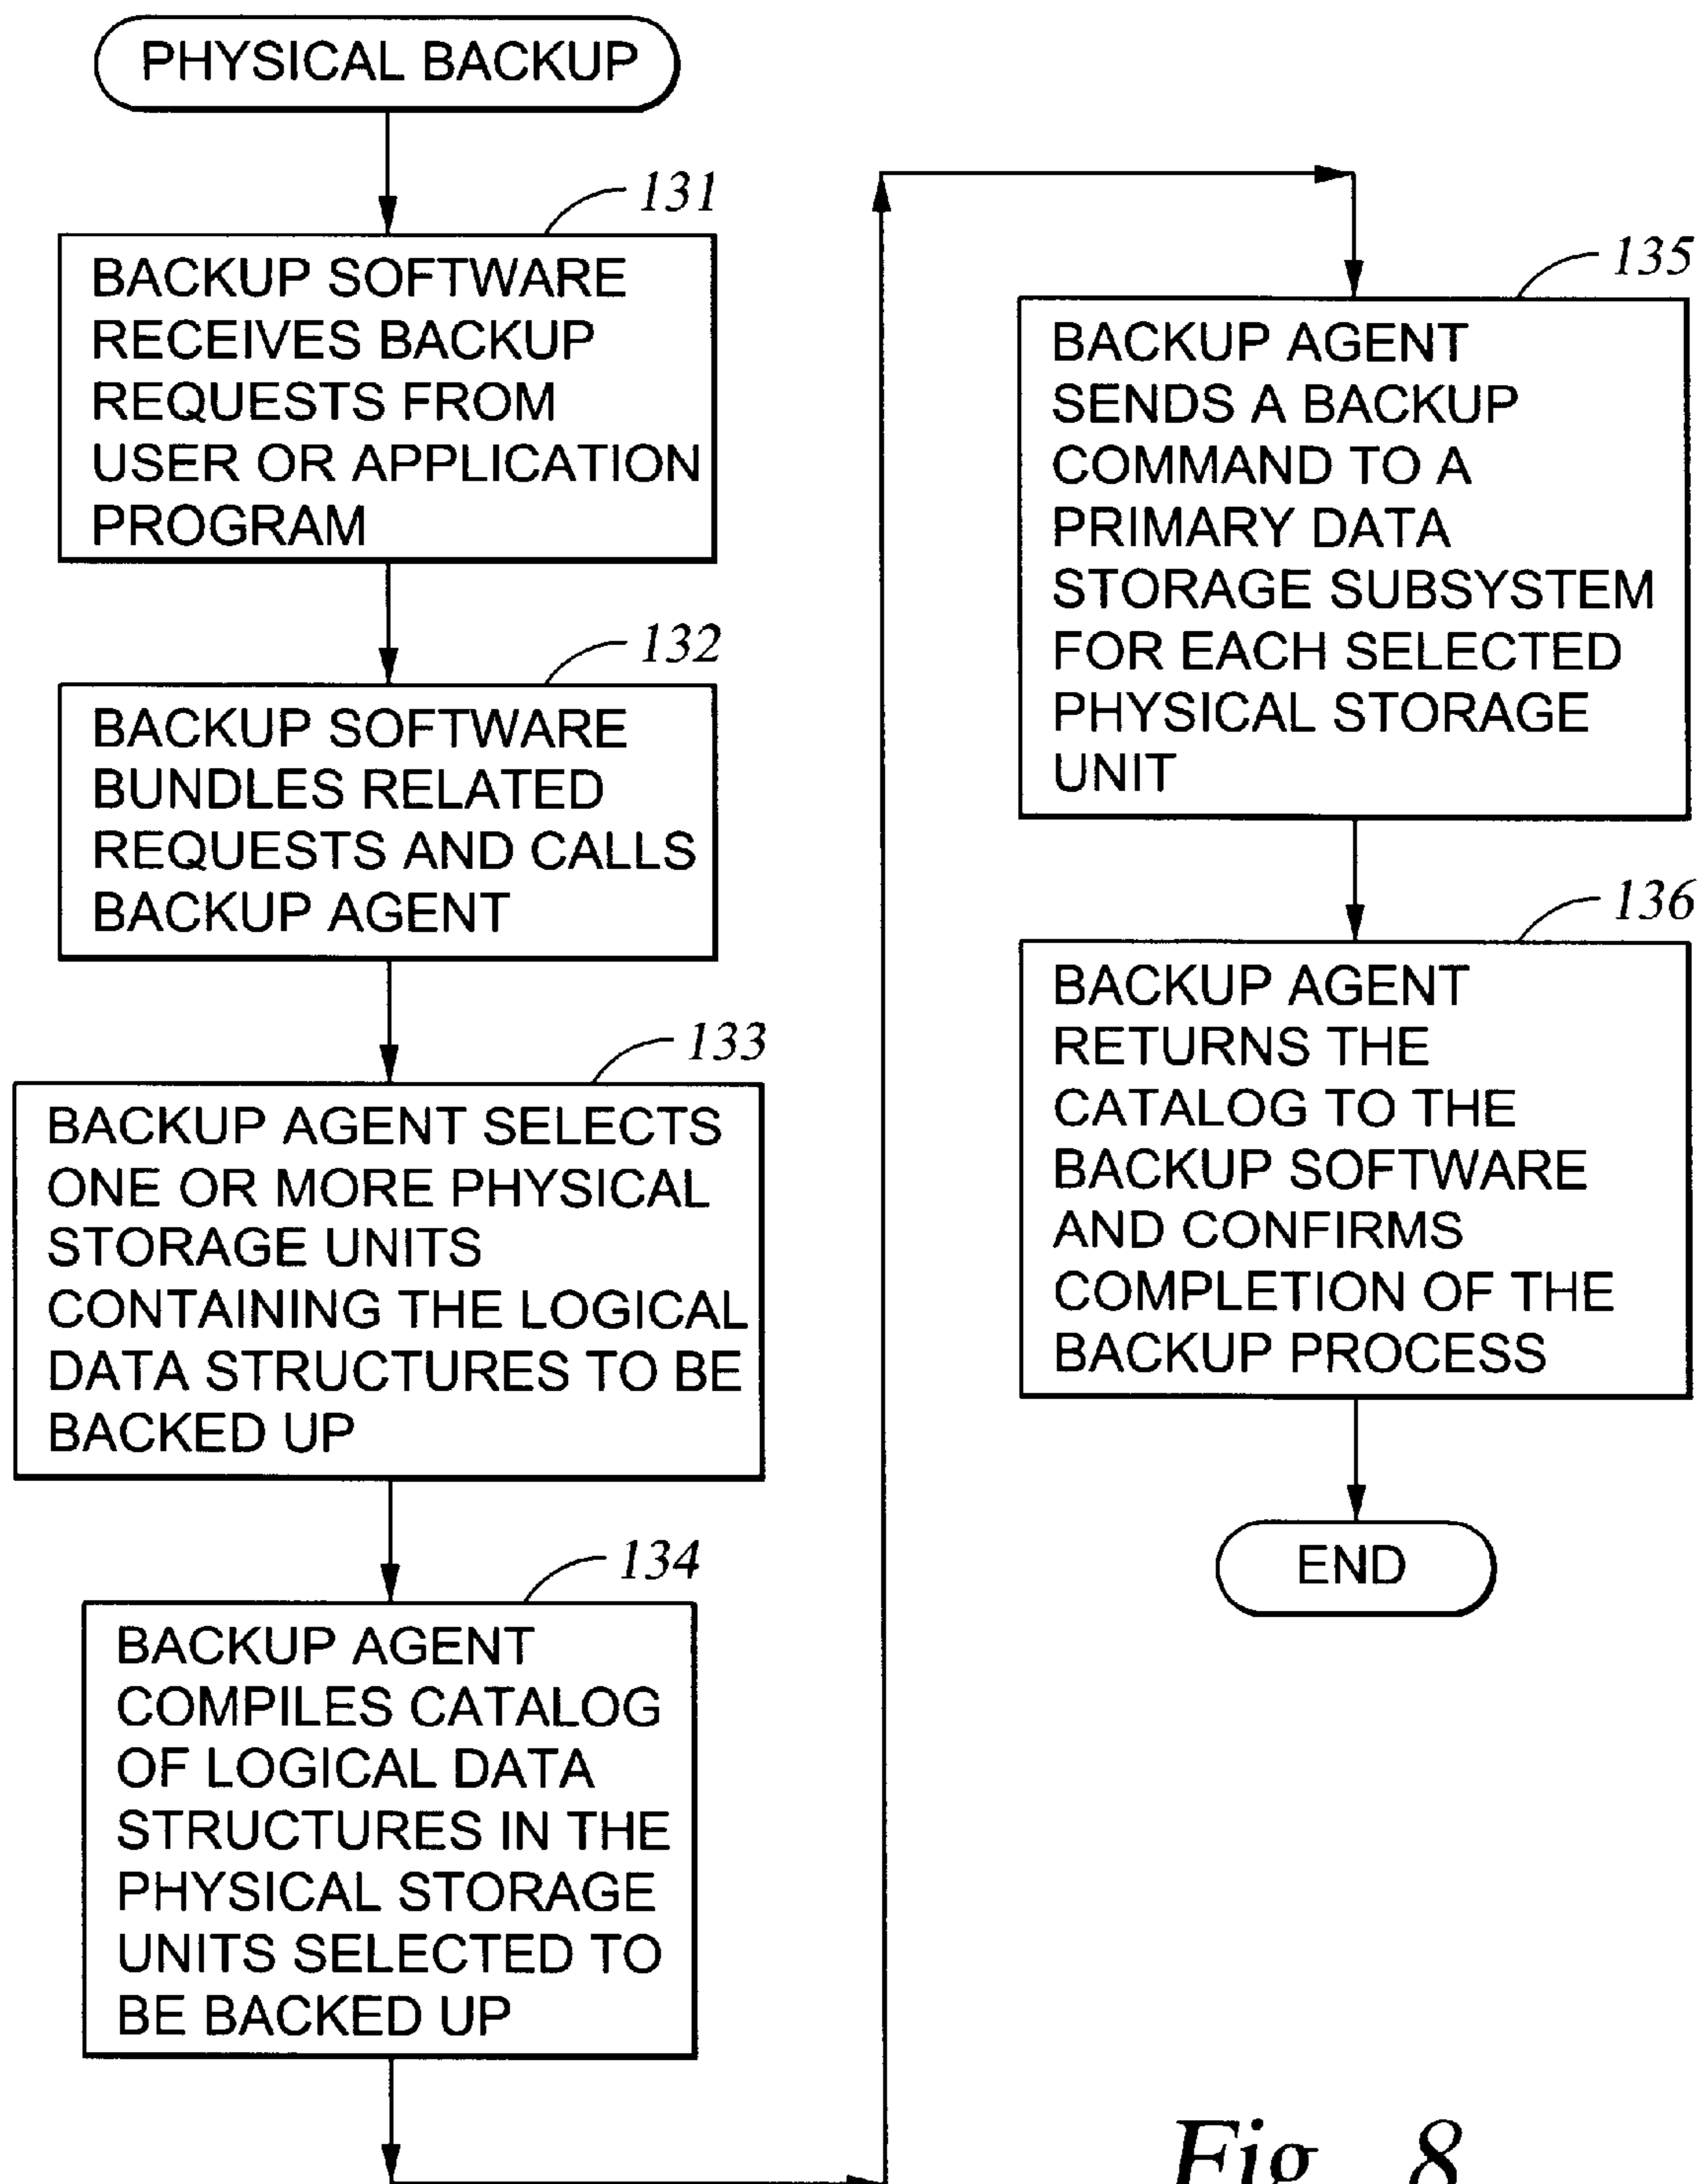 PHYSICAL BACKUP
131
BACKUP SOFTWARE
RECEIVES BACKUP
REQUESTS FROM
USER OR APPLICATION
PROGRAM
132
BACKUP SOFTWARE
BUNDLES RELATED
REQUESTS AND CALLS
BACKUP AGENT
133
BACKUP AGENT SELECTS
ONE OR MORE PHYSICAL
STORAGE UNITS
CONTAINING THE LOGICAL
DATA STRUCTURES TO BE
BACKED UP
134
BACKUP AGENT
COMPILES CATALOG
OF LOGICAL DATA
STRUCTURES IN THE
PHYSICAL STORAGE
UNITS SELECTED TO
BE BACKED UP
135
BACKUP AGENT
SENDS A BACKUP
COMMAND TO A
PRIMARY DATA
STORAGE SUBSYSTEM
FOR EACH SELECTED
PHYSICAL STORAGE
UNIT
136
BACKUP AGENT
RETURNS THE
CATALOG TO THE
BACKUP SOFTWARE
AND CONFIRMS
COMPLETION OF THE
BACKUP PROCESS
END
Fig. 8